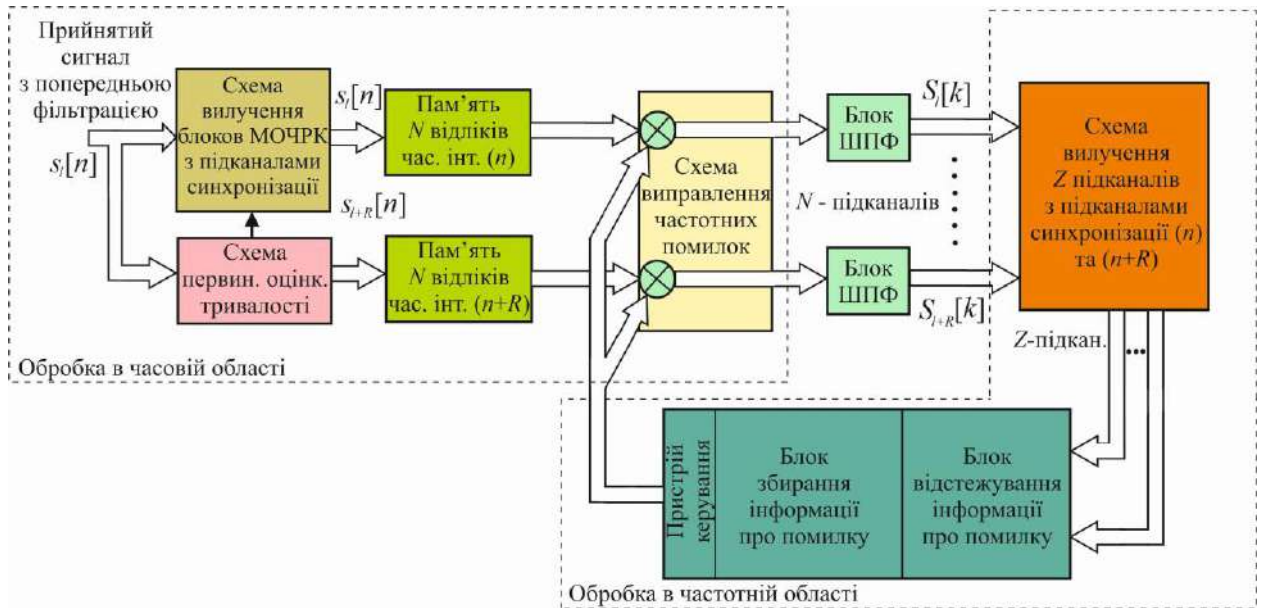 Прийнятий
сигнал
з попередньою
фільтрацією
s_l[n]
Схема
вилучення
блоков МОЧРК
з підканалами
синхронізації
s_l[n]
Пам’ять
N відліків
час. інт. (n)
Схема
первин. оцінк.
тривалості
s_{l+R}[n]
Пам’ять
N відліків
час. інт. (n+R)
Схема
виправлення
частотних
помилок
Блок
ШПФ
S_l[k]
N - підканалів
Блок
ШПФ
S_{l+R}[k]
Схема
вилучення
Z підканалів
з підканалами
синхронізації (n)
та (n+R)
Z-підкан.
...
Обробка в часовій області
Пристрій
керування
Блок
збирання
інформації
про помилку
Блок
відстежування
інформації
про помилку
Обробка в частотній області